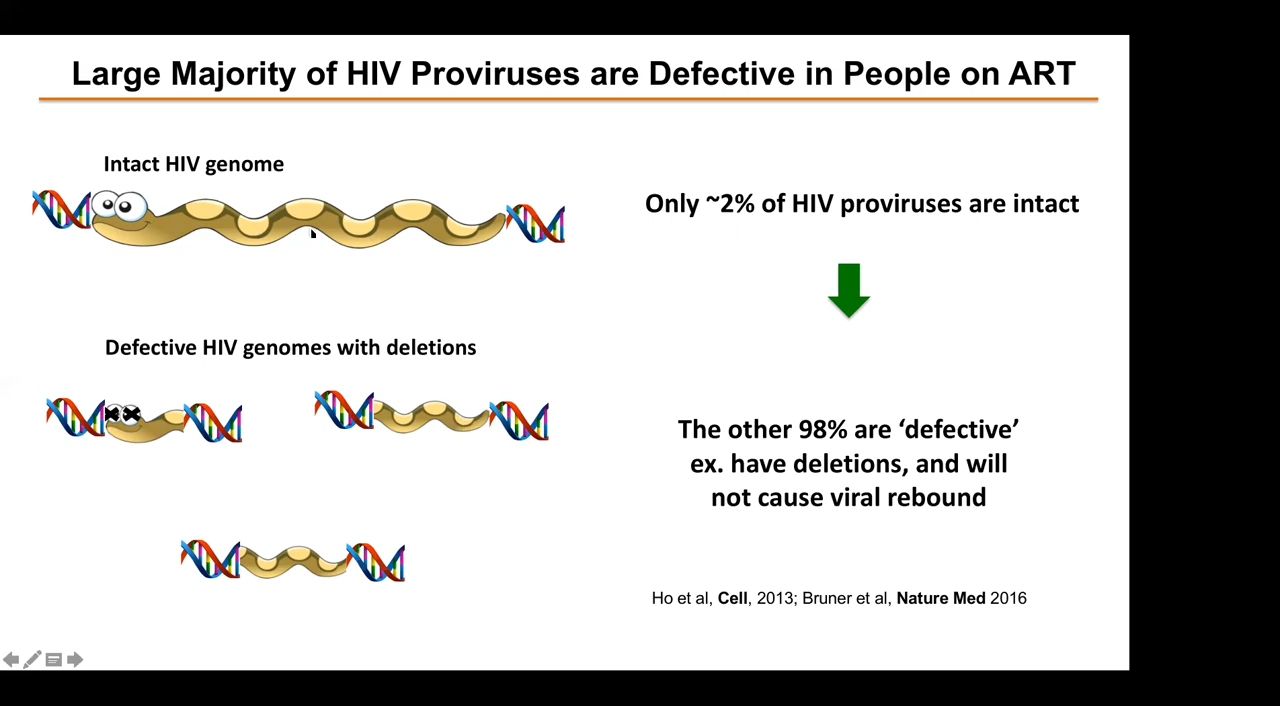 Large Majority of HIV Proviruses are Defective in People on ART
Intact HIV genome
Only ~2% of HIV proviruses are intact
Defective HIV genomes with deletions
The other 98% are ‘defective’
ex. have deletions, and will
not cause viral rebound
Ho et al, Cell, 2013; Bruner et al, Nature Med 2016